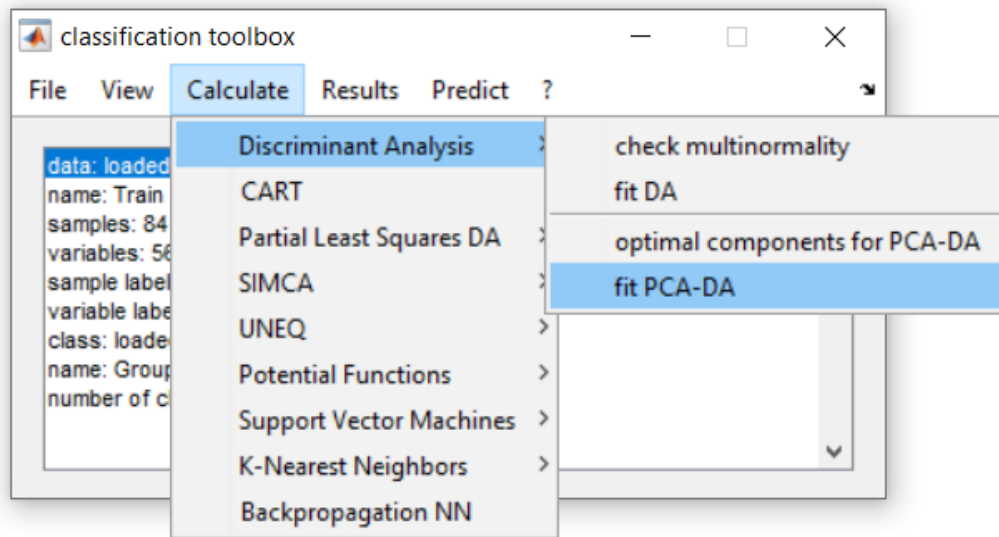 classification toolbox
File View Calculate Results Predict ?
data: loaded
name: Train
samples: 84
variables: 56
sample label
variable labe
class: loade
name: Group
number of cl
Discriminant Analysis
CART
Partial Least Squares DA
SIMCA
UNEQ
Potential Functions
Support Vector Machines
K-Nearest Neighbors
Backpropagation NN
check multinormality
fit DA
optimal components for PCA-DA
fit PCA-DA